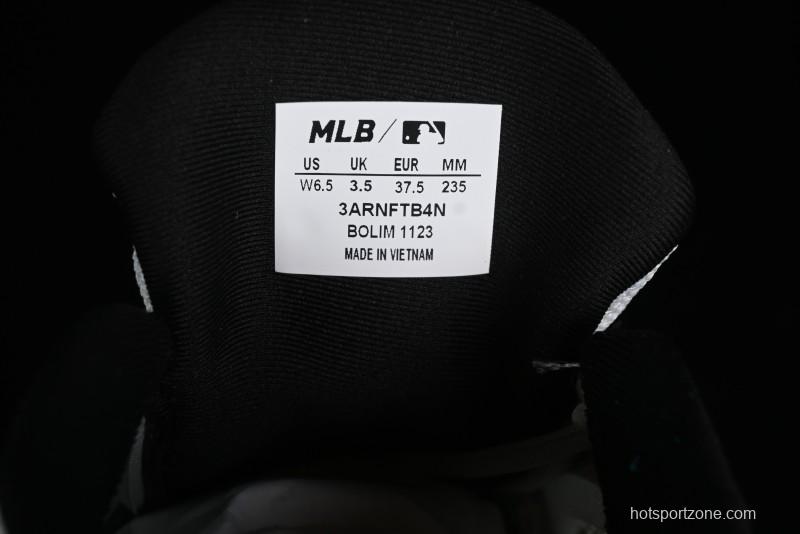 MLB /
US UK EUR MM
W6.5 3.5 37.5 235
3ARNFTB4N
BOLIM 1123
MADE IN VIETNAM
hotsportzone.com